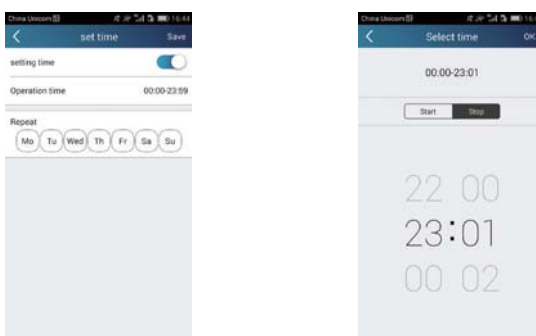 China Unicom 16:44
set time Save
setting time
Operation time 00:00-23:59
Repeat
Mo Tu Wed Th Fr Sa Su
China Unicom
Select time OK
00:00-23:01
Start Stop
22 00
23:01
00 02